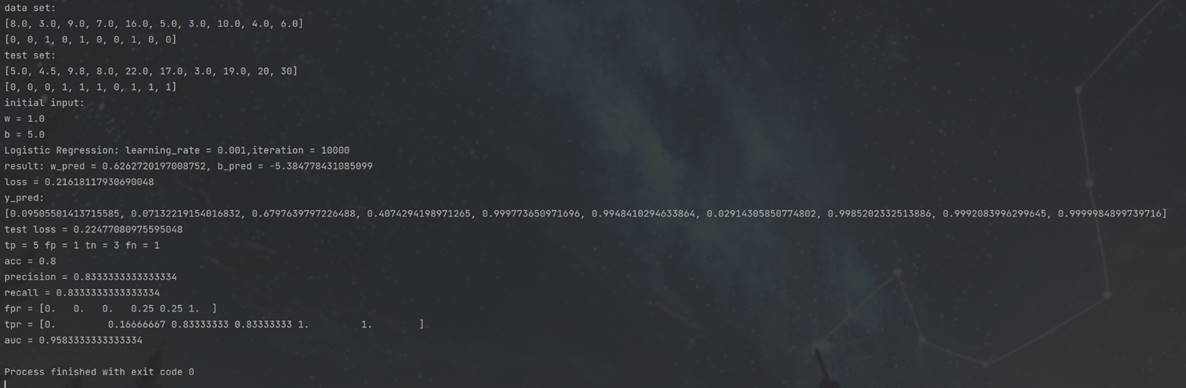 data set:
[8.0, 3.0, 9.0, 7.0, 16.0, 5.0, 3.0, 10.0, 4.0, 6.0]
[0, 0, 1, 0, 1, 0, 0, 1, 0, 0]
test set:
[5.0, 4.5, 9.8, 8.0, 22.0, 17.0, 3.0, 19.0, 20, 30]
[0, 0, 0, 1, 1, 1, 0, 1, 1, 1]
initial input:
w = 1.0
b = 5.0
Logistic Regression: learning_rate = 0.001,iteration = 10000
result: w_pred = 0.6262720197008752, b_pred = -5.384778431085099
loss = 0.21618117930690048
y_pred:
[0.09505501413715585, 0.07132219154016832, 0.6797639797226488, 0.4074294198971265, 0.999773650971696, 0.9948410294633864, 0.02914305850774802, 0.9985202332513886, 0.9992083996299645, 0.9999984899739716]
test loss = 0.22477080975595048
tp = 5 fp = 1 tn = 3 fn = 1
acc = 0.8
precision = 0.8333333333333334
recall = 0.8333333333333334
fpr = [0.   0.   0.   0.25 0.25 1.  ]
tpr = [0.         0.16666667 0.83333333 0.83333333 1.         1.        ]
auc = 0.9583333333333334
Process finished with exit code 0